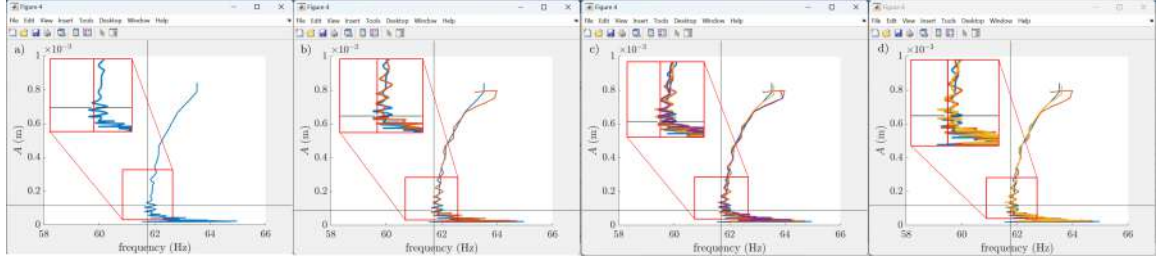 Figure 4
File Edit View Insert Tools Desktop Window Help
a)
×10⁻³
1
0.8
0.6
0.4
0.2
0
A (m)
58 60 62 64 66
frequency (Hz)
Figure 4
File Edit View Insert Tools Desktop Window Help
b)
×10⁻³
1
0.8
0.6
0.4
0.2
0
A (m)
58 60 62 64 66
frequency (Hz)
Figure 4
File Edit View Insert Tools Desktop Window Help
c)
×10⁻³
1
0.8
0.6
0.4
0.2
0
A (m)
58 60 62 64 66
frequency (Hz)
Figure 4
File Edit View Insert Tools Desktop Window Help
d)
×10⁻³
1
0.8
0.6
0.4
0.2
0
A (m)
58 60 62 64 66
frequency (Hz)